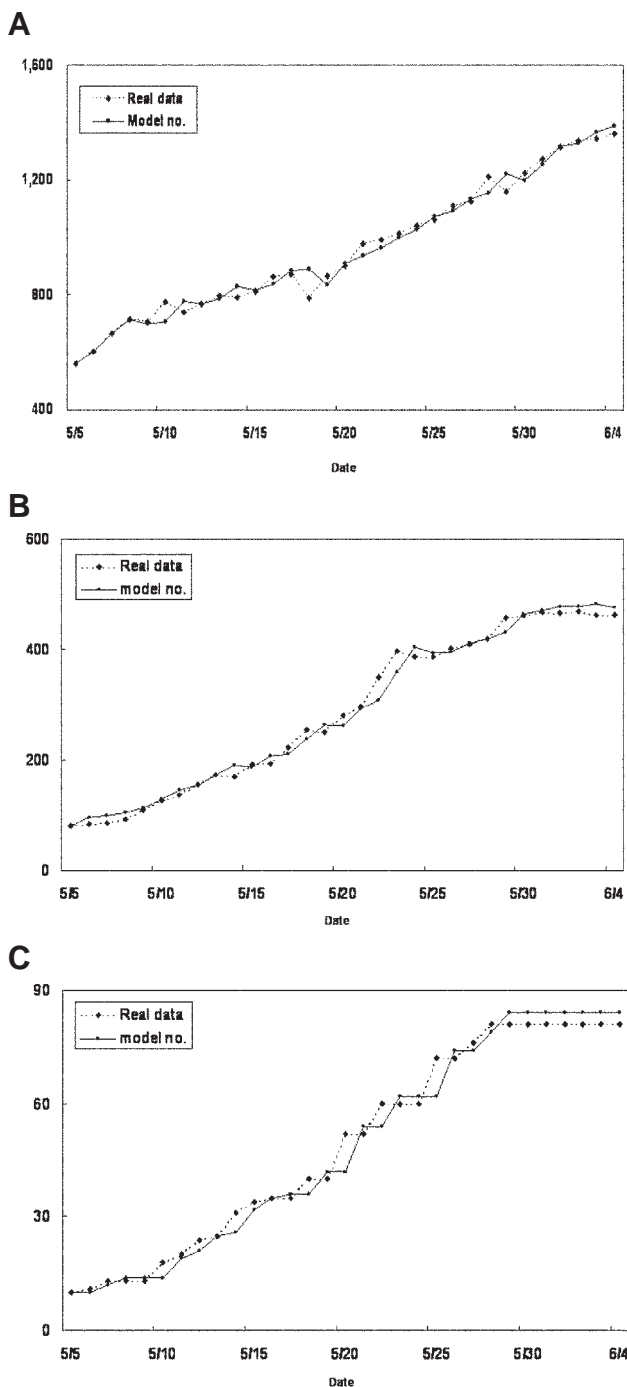 A
1,600
Real data
Model no.
1,200
800
400
5/5 5/10 5/15 5/20 5/25 5/30 6/4
Date
B
600
Real data
model no.
400
200
0
5/5 5/10 5/15 5/20 5/25 5/30 6/4
Date
C
90
Real data
model no.
60
30
0
5/5 5/10 5/15 5/20 5/25 5/30 6/4
Date